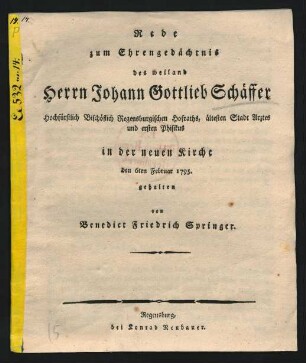 Rede
zum Ehrengedächtnis
des Weiland
Herrn Johann Gottlieb Schäffer
Hochfürstlich Bischöflich Regensburgischen Hofraths, ältesten Stadt Arztes
und ersten Phisikus
in der neuen Kirche
den 6ten Februar 1795.
gehalten
von
Benedict Friedrich Springer.
Regensburg,
bei Konrad Neubauer.